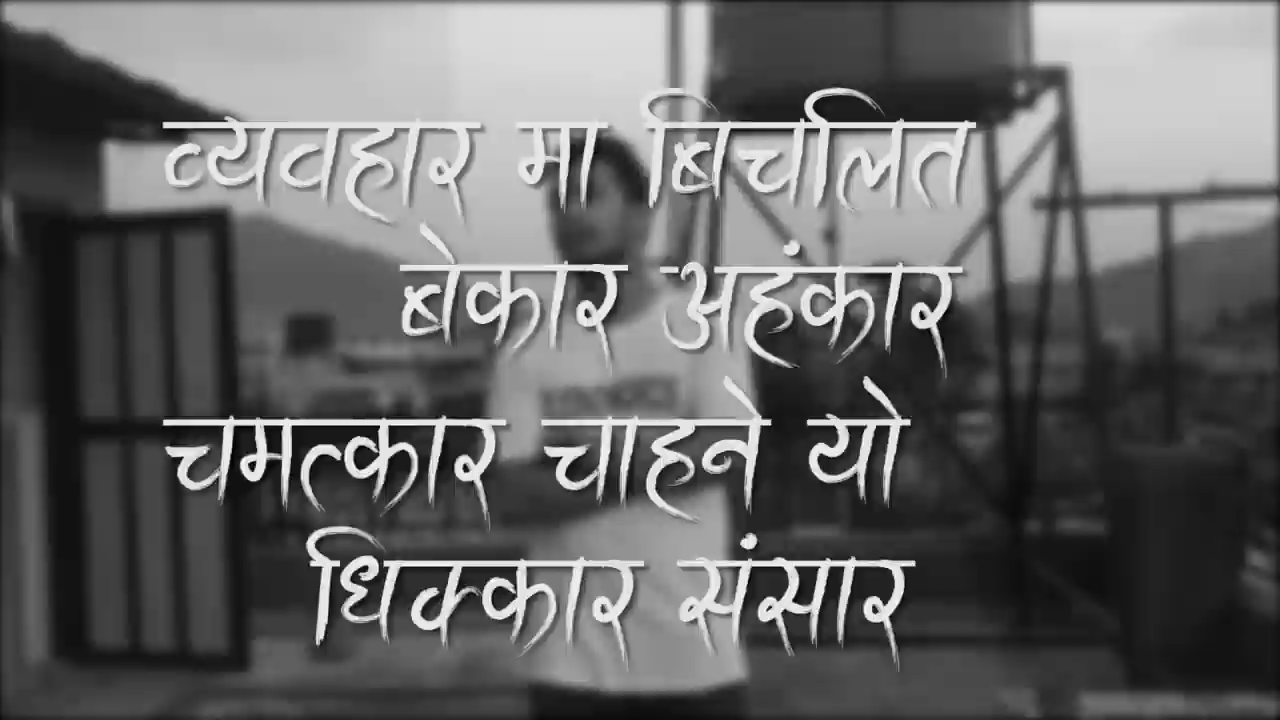 व्यवहार मा बिचलित
बेकार अहंकार
चमत्कार चाहने यो
धिक्कार संसार